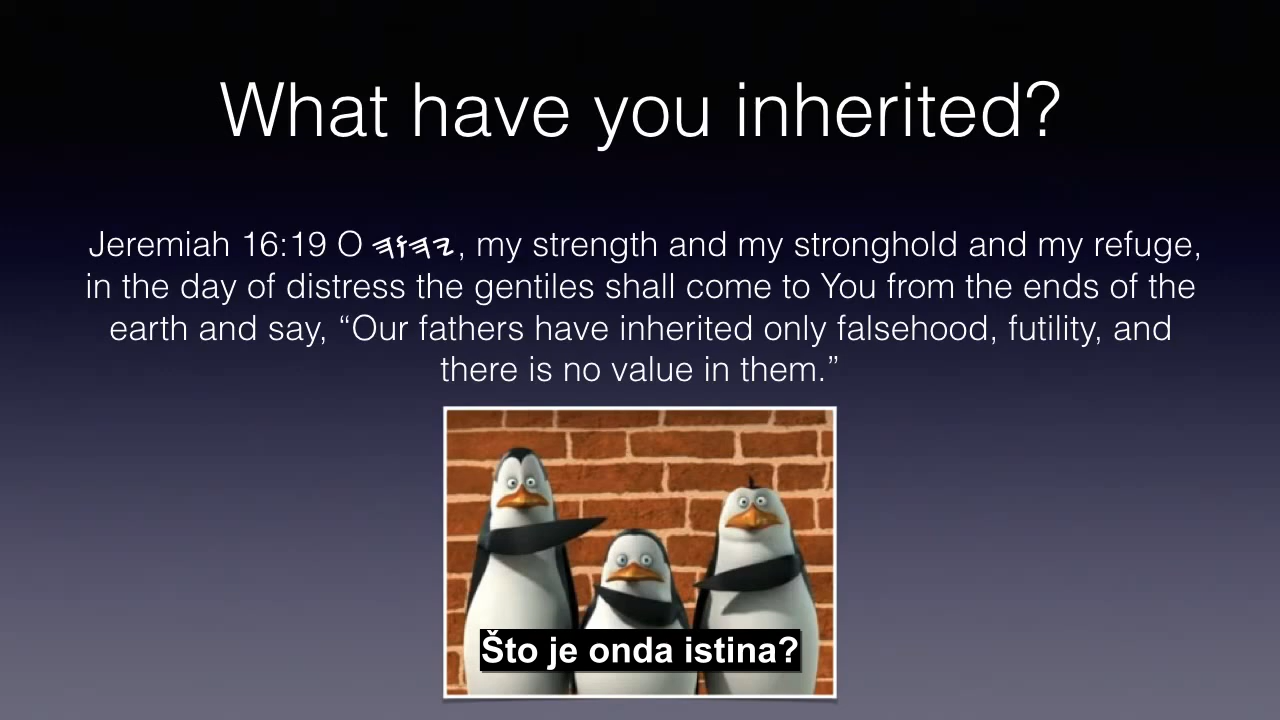 What have you inherited?
Jeremiah 16:19 O 𐤉𐤄𐤅𐤄, my strength and my stronghold and my refuge,
in the day of distress the gentiles shall come to You from the ends of the
earth and say, “Our fathers have inherited only falsehood, futility, and
there is no value in them.”
Što je onda istina?